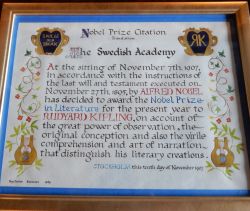 Nobel Prize Citation
Translation
The Swedish Academy
At the sitting of November 7th, 1907,
in accordance with the instructions of
the last will and testament executed on
November 27th, 1895, by ALFRED NOBEL
has decided to award the Nobel Prize
in Literature for the present year to
RUDYARD KIPLING, on account of
the great power of observation, the
original conception and also the virile
comprehension and art of narration
that distinguish his literary creations.
STOCKHOLM this tenth day of November 1907